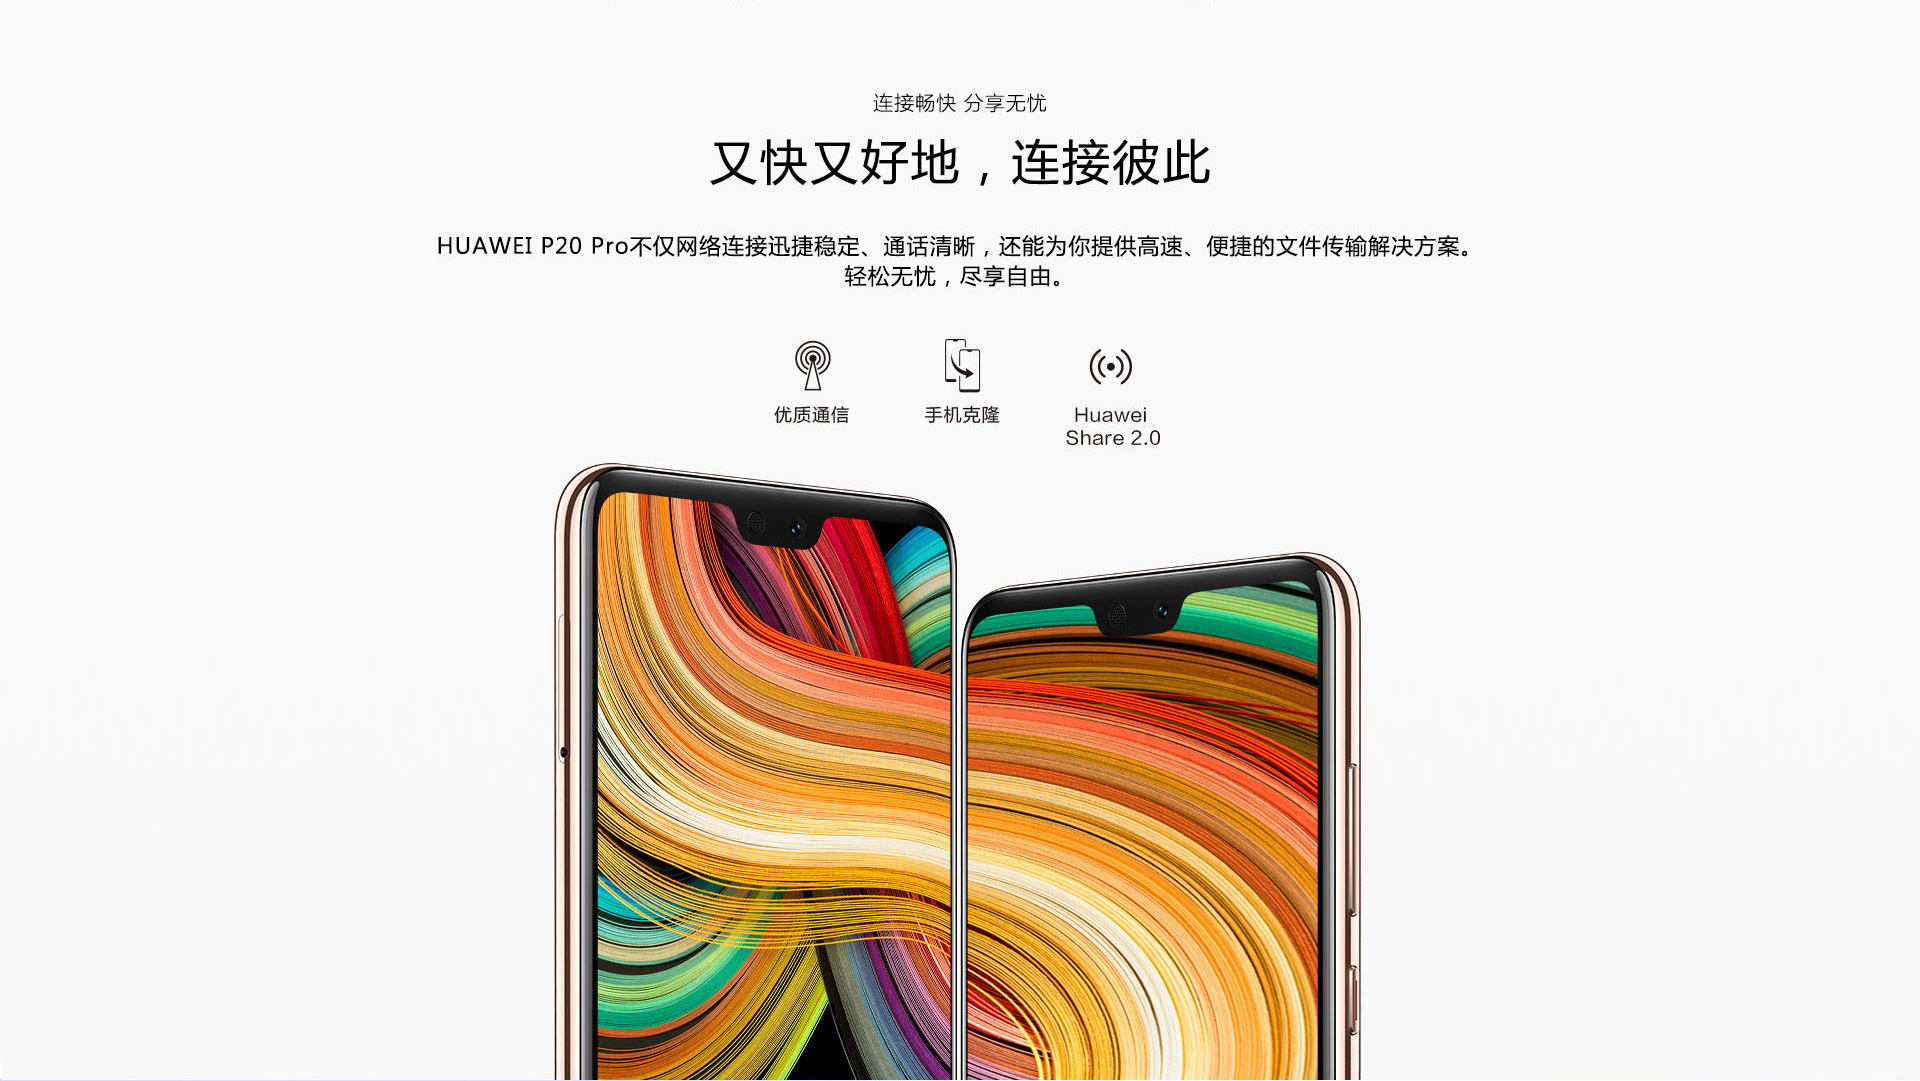 连接畅快 分享无忧
又快又好地，连接彼此
HUAWEI P20 Pro不仅网络连接迅捷稳定、通话清晰，还能为你提供高速、便捷的文件传输解决方案。
轻松无忧，尽享自由。
优质通信
手机克隆
Huawei
Share 2.0